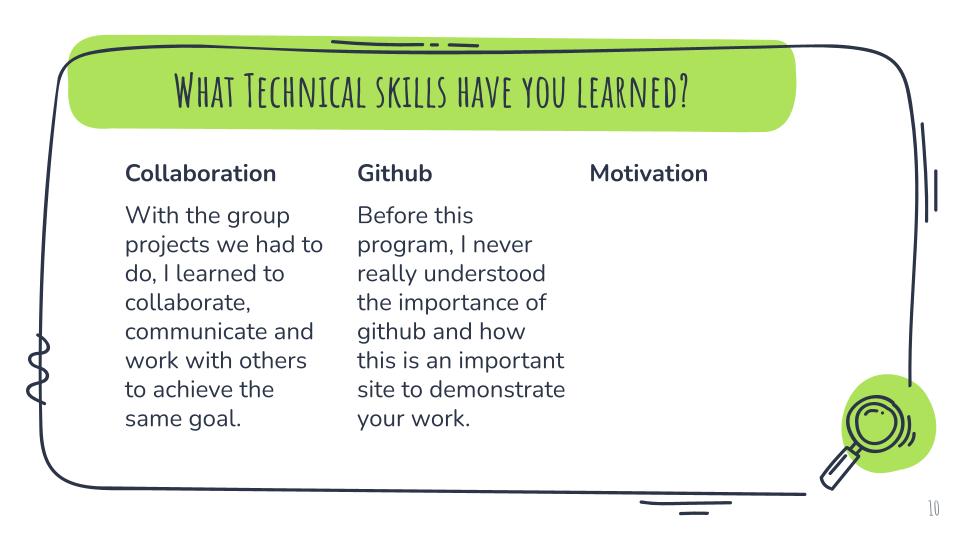 What Technical skills have you learned?
Collaboration
With the group
projects we had to
do, I learned to
collaborate,
communicate and
work with others
to achieve the
same goal.
Github
Before this
program, I never
really understood
the importance of
github and how
this is an important
site to demonstrate
your work.
Motivation
10